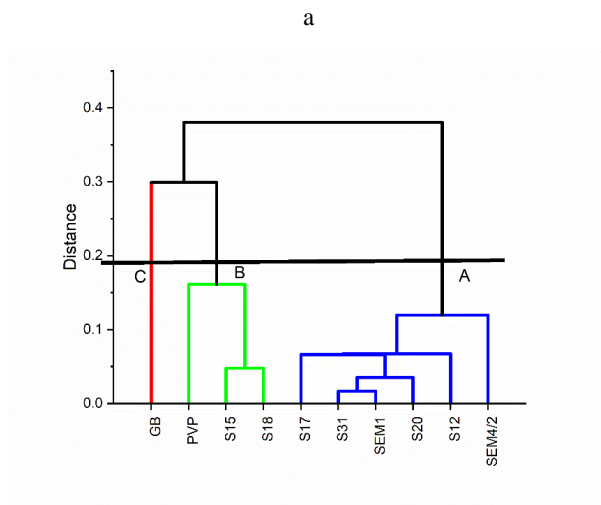 a
0.4
0.3
0.2
0.1
0.0
Distance
C
B
A
GB
PVP
S15
S18
S17
S31
SEM1
S20
S12
SEM4/2